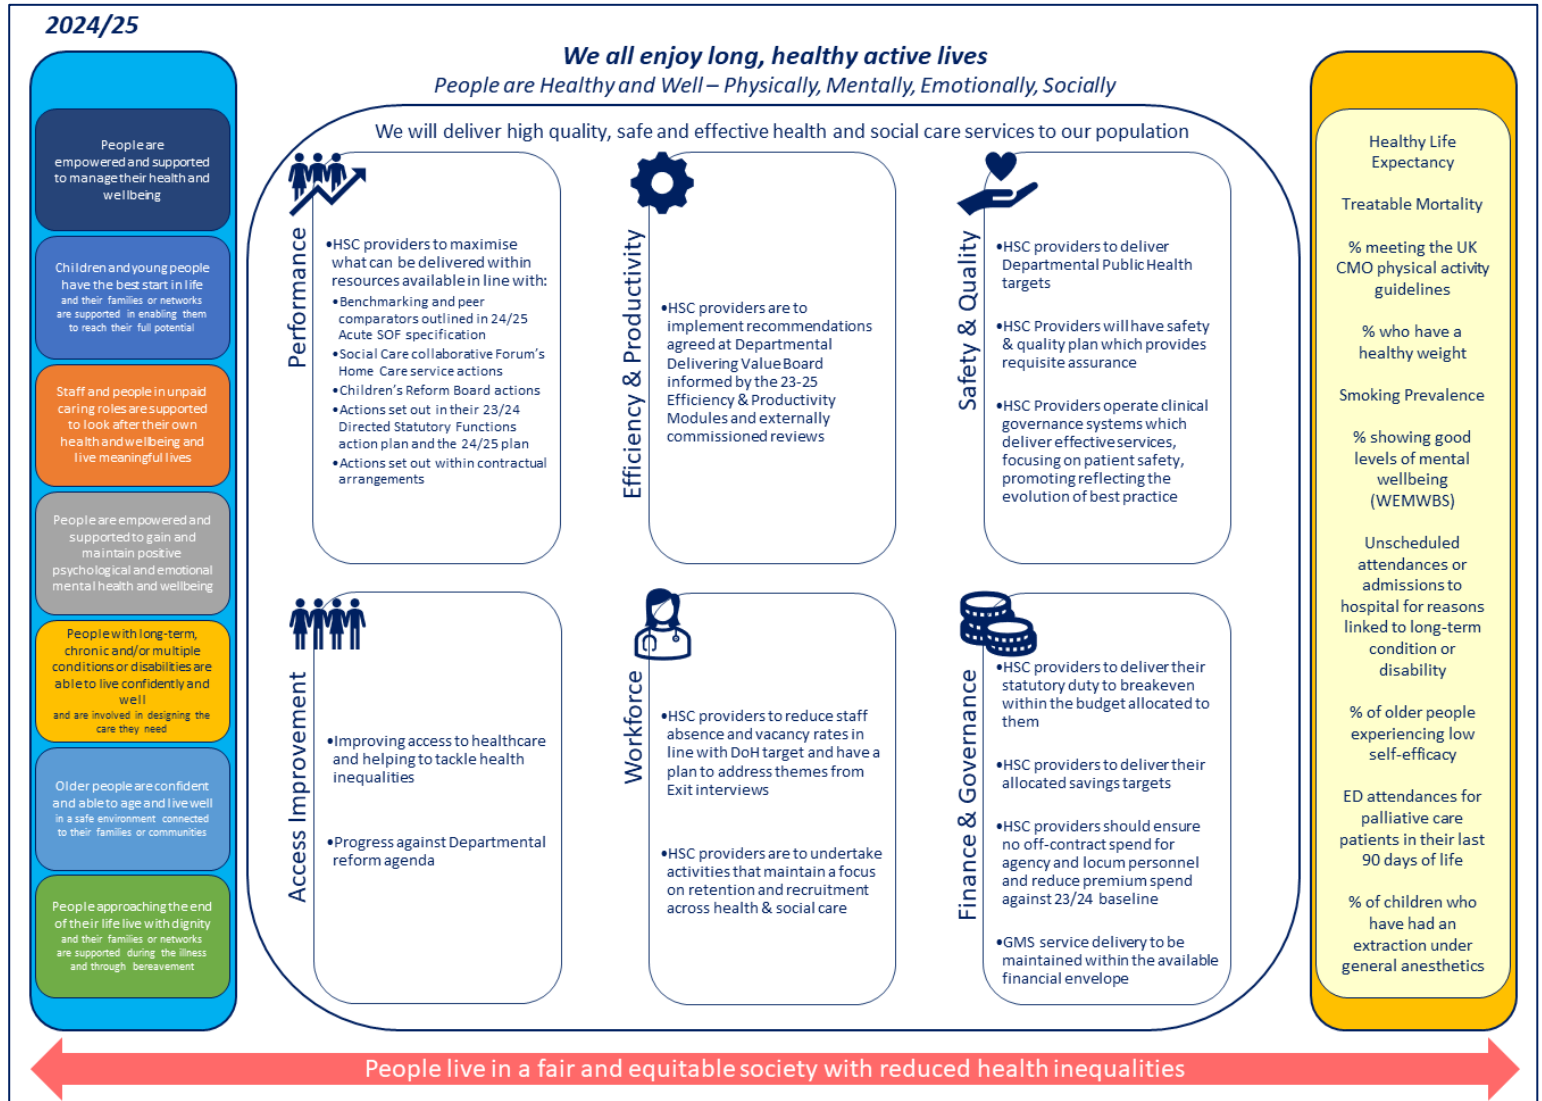 2024/25
We all enjoy long, healthy active lives
People are Healthy and Well – Physically, Mentally, Emotionally, Socially
We will deliver high quality, safe and effective health and social care services to our population
People are
empowered and supported
to manage their health and
wellbeing
Children and young people
have the best start in life
and their families or networks
are supported in enabling them
to reach their full potential
Staff and people in unpaid
caring roles are supported
to look after their own
health and wellbeing and
live meaningful lives
People are empowered and
supported to gain and
maintain positive
psychological and emotional
mental health and wellbeing
People with long-term,
chronic and/or multiple
conditions or disabilities are
able to live confidently and
well
and are involved in designing the
care they need
Older people are confident
and able to age and live well
in a safe environment connected
to their families or communities
People approaching the end
of their life live with dignity
and their families or networks
are supported during the illness
and through bereavement
Performance
•HSC providers to maximise
what can be delivered within
resources available in line with:
•Benchmarking and peer
comparators outlined in 24/25
Acute SOF specification
•Social Care collaborative Forum's
Home Care service actions
•Children's Reform Board actions
•Actions set out in their 23/24
Directed Statutory Functions
action plan and the 24/25 plan
•Actions set out within contractual
arrangements
Efficiency & Productivity
•HSC providers are to
implement recommendations
agreed at Departmental
Delivering Value Board
informed by the 23-25
Efficiency & Productivity
Modules and externally
commissioned reviews
Safety & Quality
•HSC providers to deliver
Departmental Public Health
targets
•HSC Providers will have safety
& quality plan which provides
requisite assurance
•HSC Providers operate clinical
governance systems which
deliver effective services,
focusing on patient safety,
promoting reflecting the
evolution of best practice
Access Improvement
•Improving access to healthcare
and helping to tackle health
inequalities
•Progress against Departmental
reform agenda
Workforce
•HSC providers to reduce staff
absence and vacancy rates in
line with DoH target and have a
plan to address themes from
Exit interviews
•HSC providers are to undertake
activities that maintain a focus
on retention and recruitment
across health & social care
Finance & Governance
•HSC providers to deliver their
statutory duty to breakeven
within the budget allocated to
them
•HSC providers to deliver their
allocated savings targets
•HSC providers should ensure
no off-contract spend for
agency and locum personnel
and reduce premium spend
against 23/24 baseline
•GMS service delivery to be
maintained within the available
financial envelope
Healthy Life
Expectancy
Treatable Mortality
% meeting the UK
CMO physical activity
guidelines
% who have a
healthy weight
Smoking Prevalence
% showing good
levels of mental
wellbeing
(WEMWBS)
Unscheduled
attendances or
admissions to
hospital for reasons
linked to long-term
condition or
disability
% of older people
experiencing low
self-efficacy
ED attendances for
palliative care
patients in their last
90 days of life
% of children who
have had an
extraction under
general anesthetics
People live in a fair and equitable society with reduced health inequalities